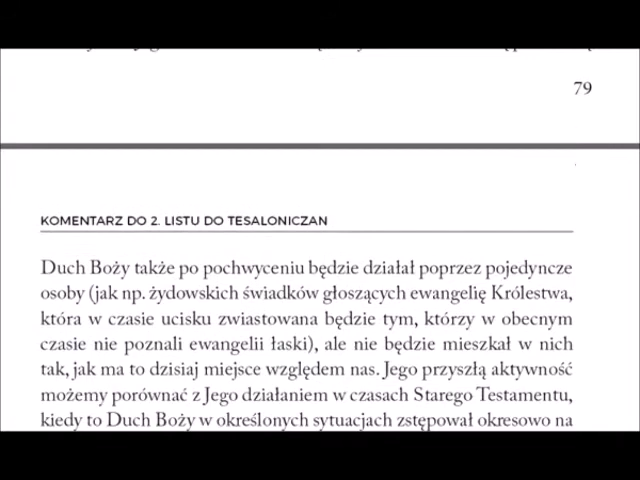 79
KOMENTARZ DO 2. LISTU DO TESALONICZAN
Duch Boży także po pochwyceniu będzie działał poprzez pojedyncze
osoby (jak np. żydowskich świadków głoszących ewangelię Królestwa,
która w czasie ucisku zwiastowana będzie tym, którzy w obecnym
czasie nie poznali ewangelii łaski), ale nie będzie mieszkał w nich
tak, jak ma to dzisiaj miejsce względem nas. Jego przyszłą aktywność
możemy porównać z Jego działaniem w czasach Starego Testamentu,
kiedy to Duch Boży w określonych sytuacjach zstępował okresowo na